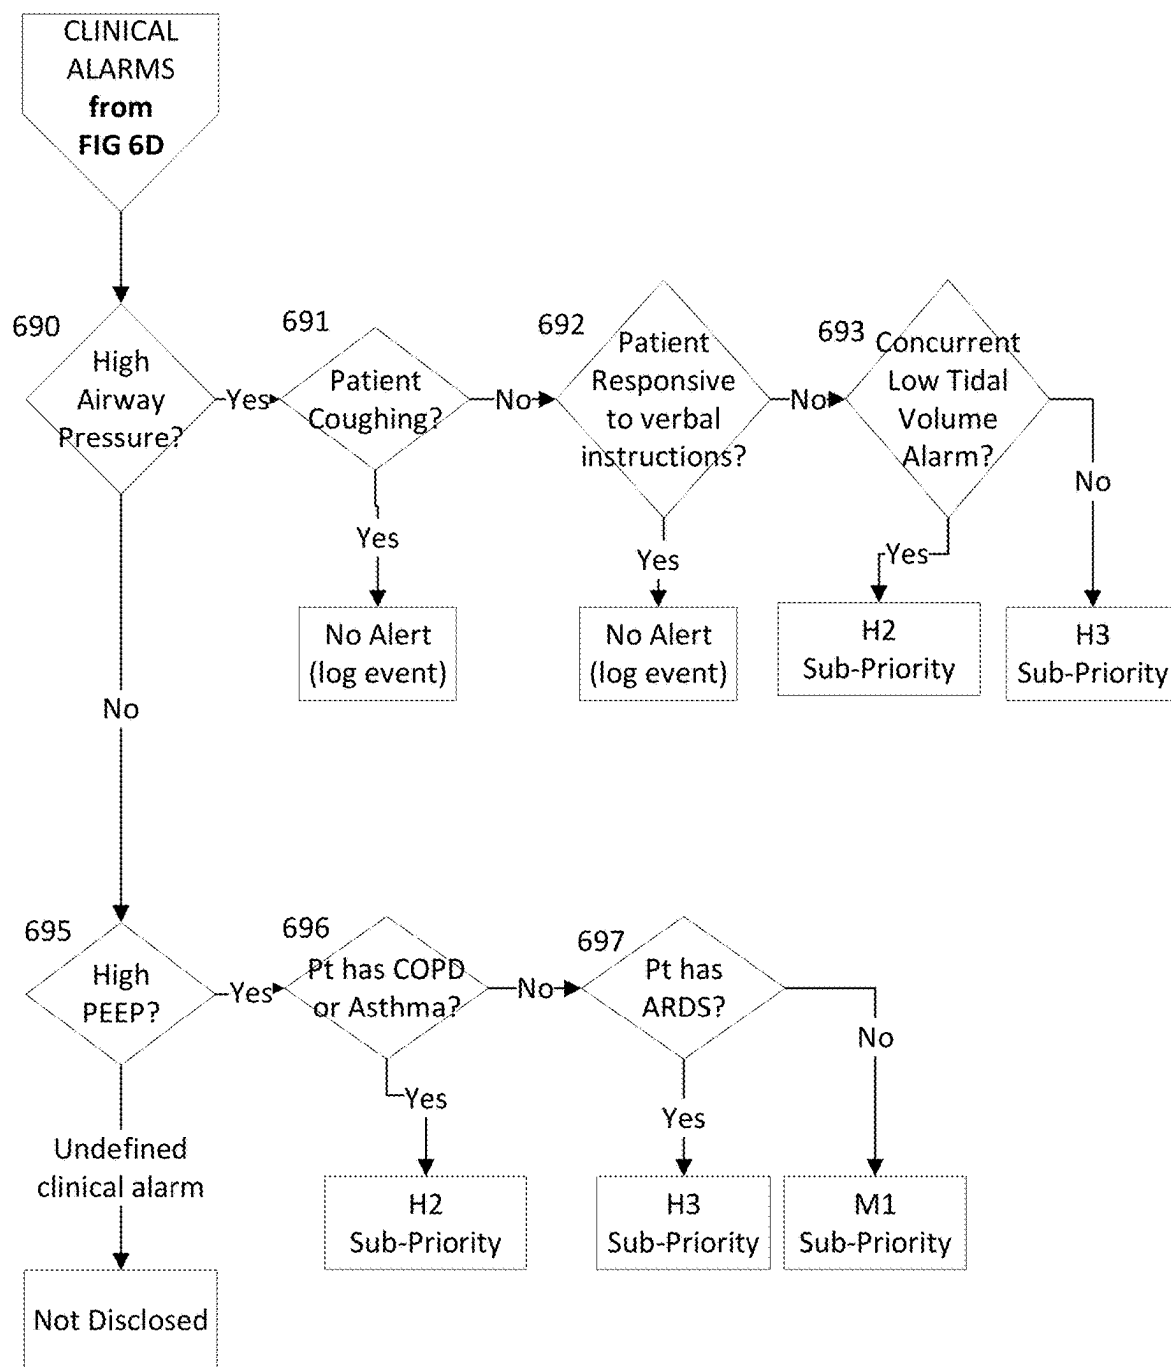 CLINICAL
ALARMS
from
FIG 6D
690
High
Airway
Pressure?
Yes
691
Patient
Coughing?
No
692
Patient
Responsive
to verbal
instructions?
No
693
Concurrent
Low Tidal
Volume
Alarm?
No
Yes
Yes
Yes
No Alert
(log event)
No Alert
(log event)
H2
Sub-Priority
H3
Sub-Priority
No
695
High
PEEP?
Yes
696
Pt has COPD
or Asthma?
No
697
Pt has
ARDS?
No
Yes
Yes
Undefined
clinical alarm
H2
Sub-Priority
H3
Sub-Priority
M1
Sub-Priority
Not Disclosed